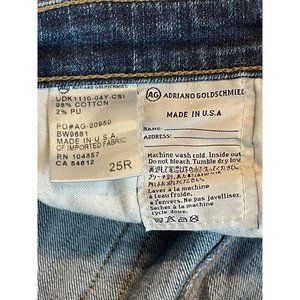 UDK1110-04Y-CSI
98% COTTON
2% PU
PO#AG-20950
BW9681
MADE IN U.S.A
OF IMPORTED FABRIC
RN 104857
CA 54612
25R
AG ADRIANO GOLDSCHMIED
MADE IN U.S.A
NAME:
ADDRESS:
Machine wash cold. Inside out
Do not bleach. Tumble dry low
Laver à la machine
à l'eau froide,
a l'envers. Ne pas javelliser.
Secher à la machine
cycle doux.